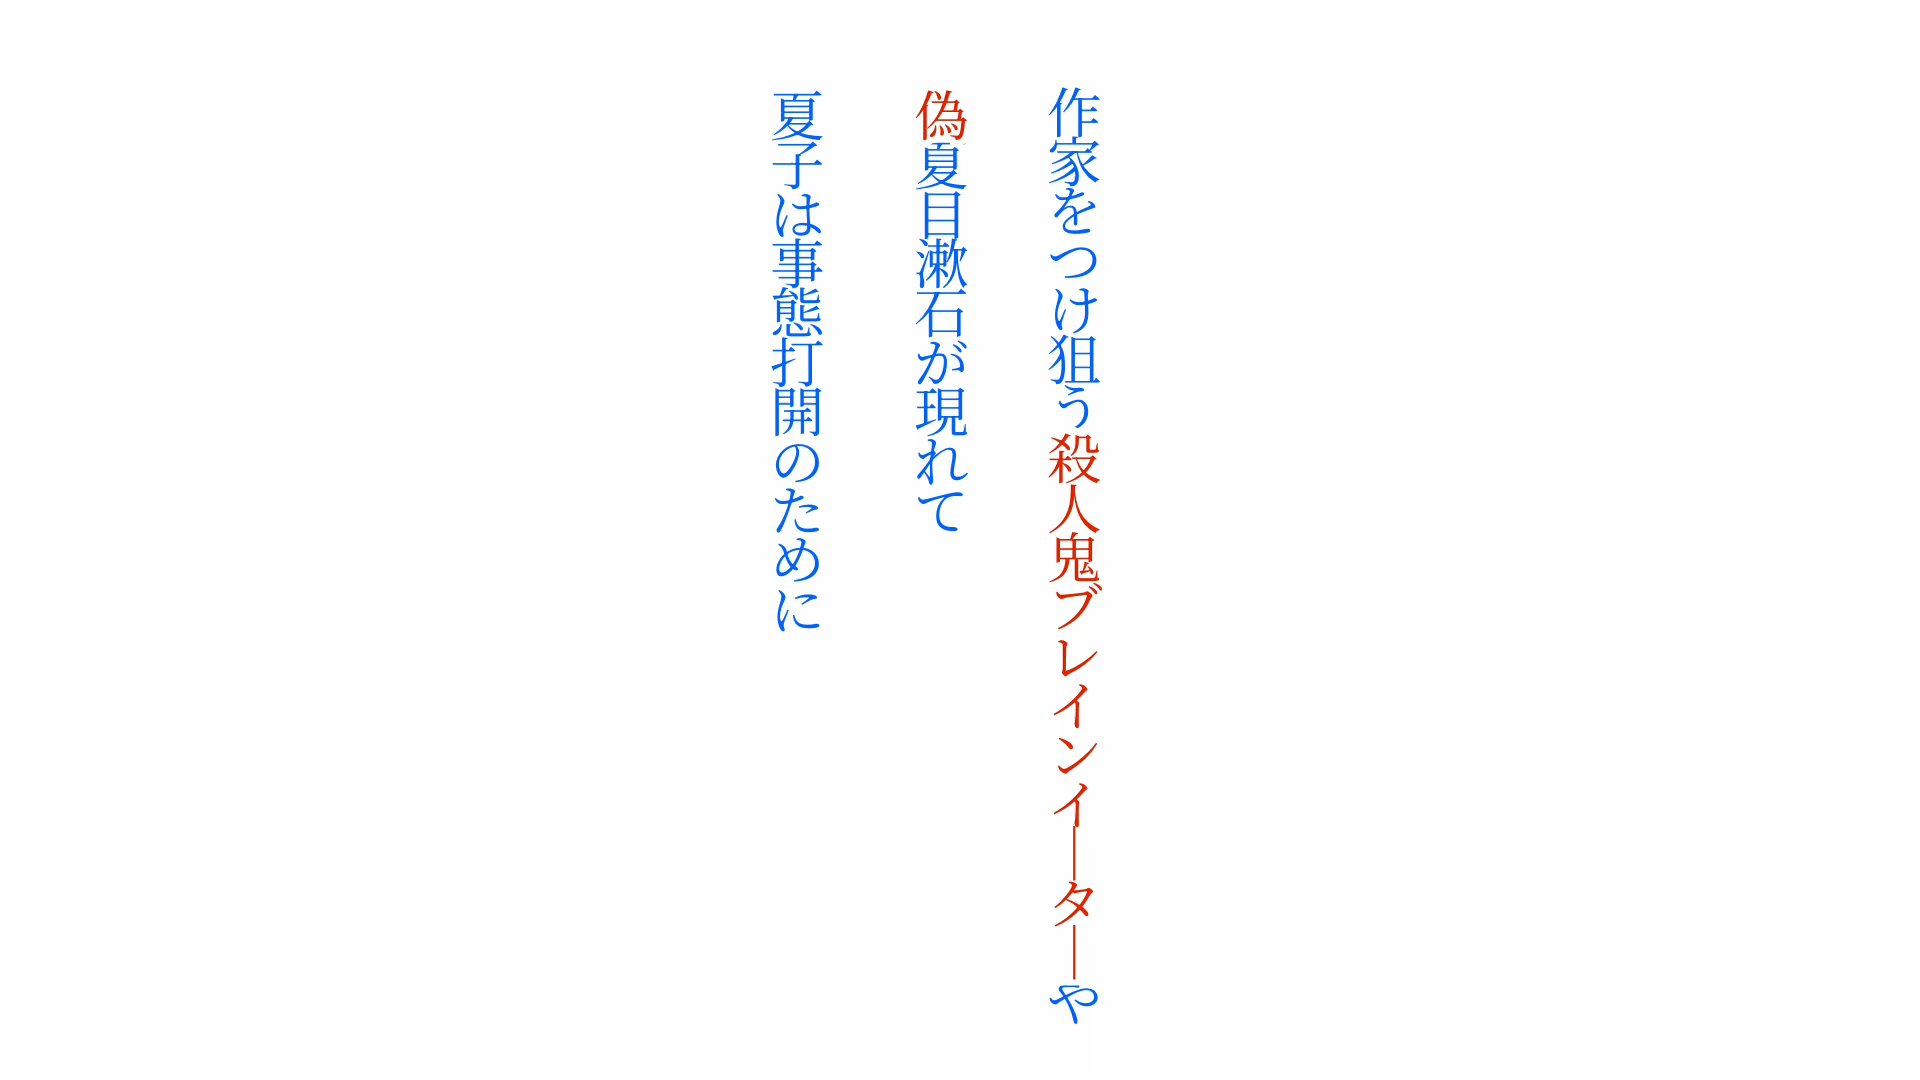 作家をつけ狙う殺人鬼ブレインイーターや
偽夏目漱石が現れて
夏子は事態打開のために